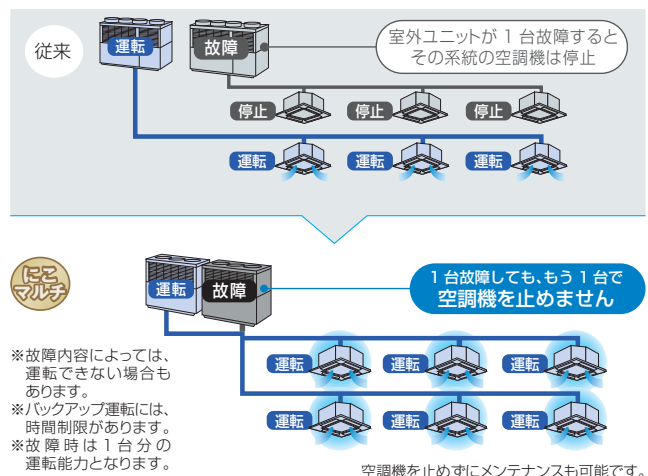 従来
運転
故障
室外ユニットが1台故障すると
その系統の空調機は停止
停止
停止
停止
運転
運転
運転
にこ
マルチ
運転
故障
1台故障しても、もう1台で
空調機を止めません
運転
運転
運転
運転
運転
運転
※故障内容によっては、
運転できない場合も
あります。
※バックアップ運転には、
時間制限があります。
※故障時は1台分の
運転能力となります。
空調機を止めずにメンテナンスも可能です。